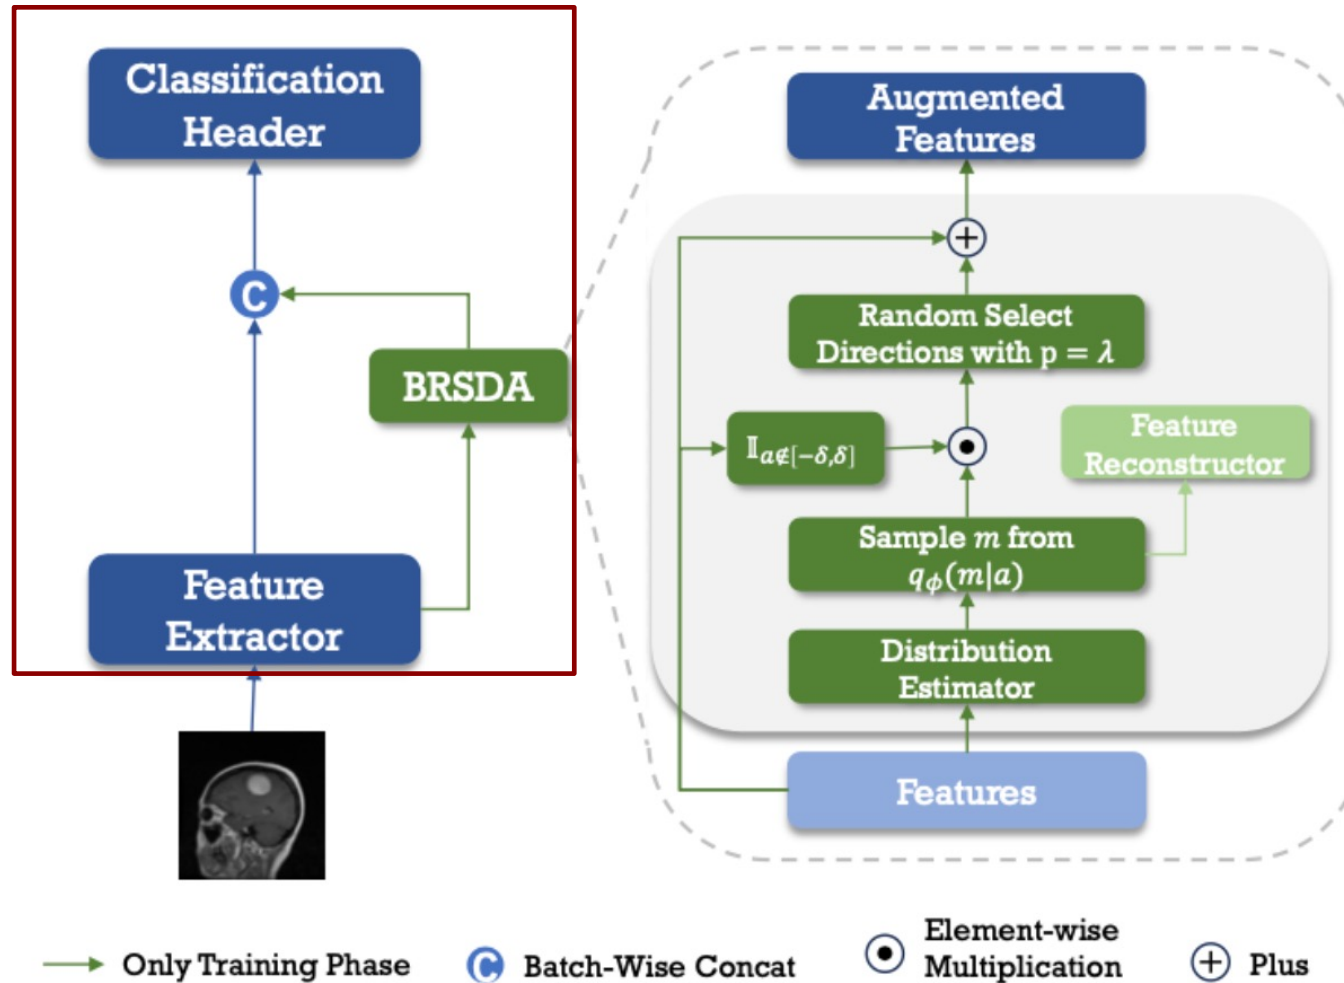 Classification
Header
C
BRSDA
Feature
Extractor
Augmented
Features
+
Random Select
Directions with p = λ
𝕀a∉[−δ,δ]
Feature
Reconstructor
Sample m from
qϕ(m|a)
Distribution
Estimator
Features
Only Training Phase
C Batch-Wise Concat
Element-wise
Multiplication
+ Plus